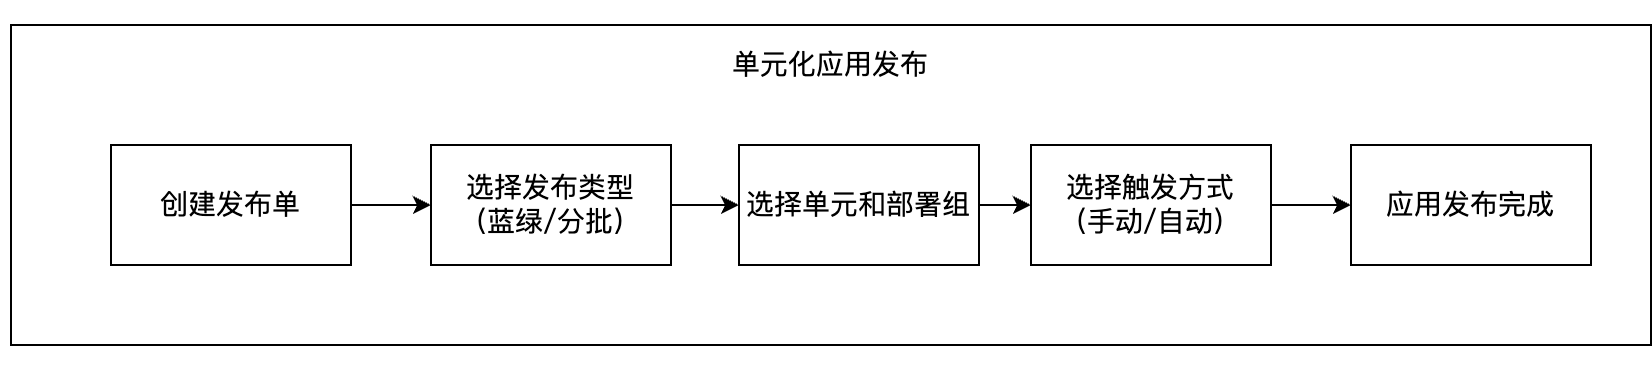 单元化应用发布
创建发布单
选择发布类型
(蓝绿/分批)
选择单元和部署组
选择触发方式
(手动/自动)
应用发布完成